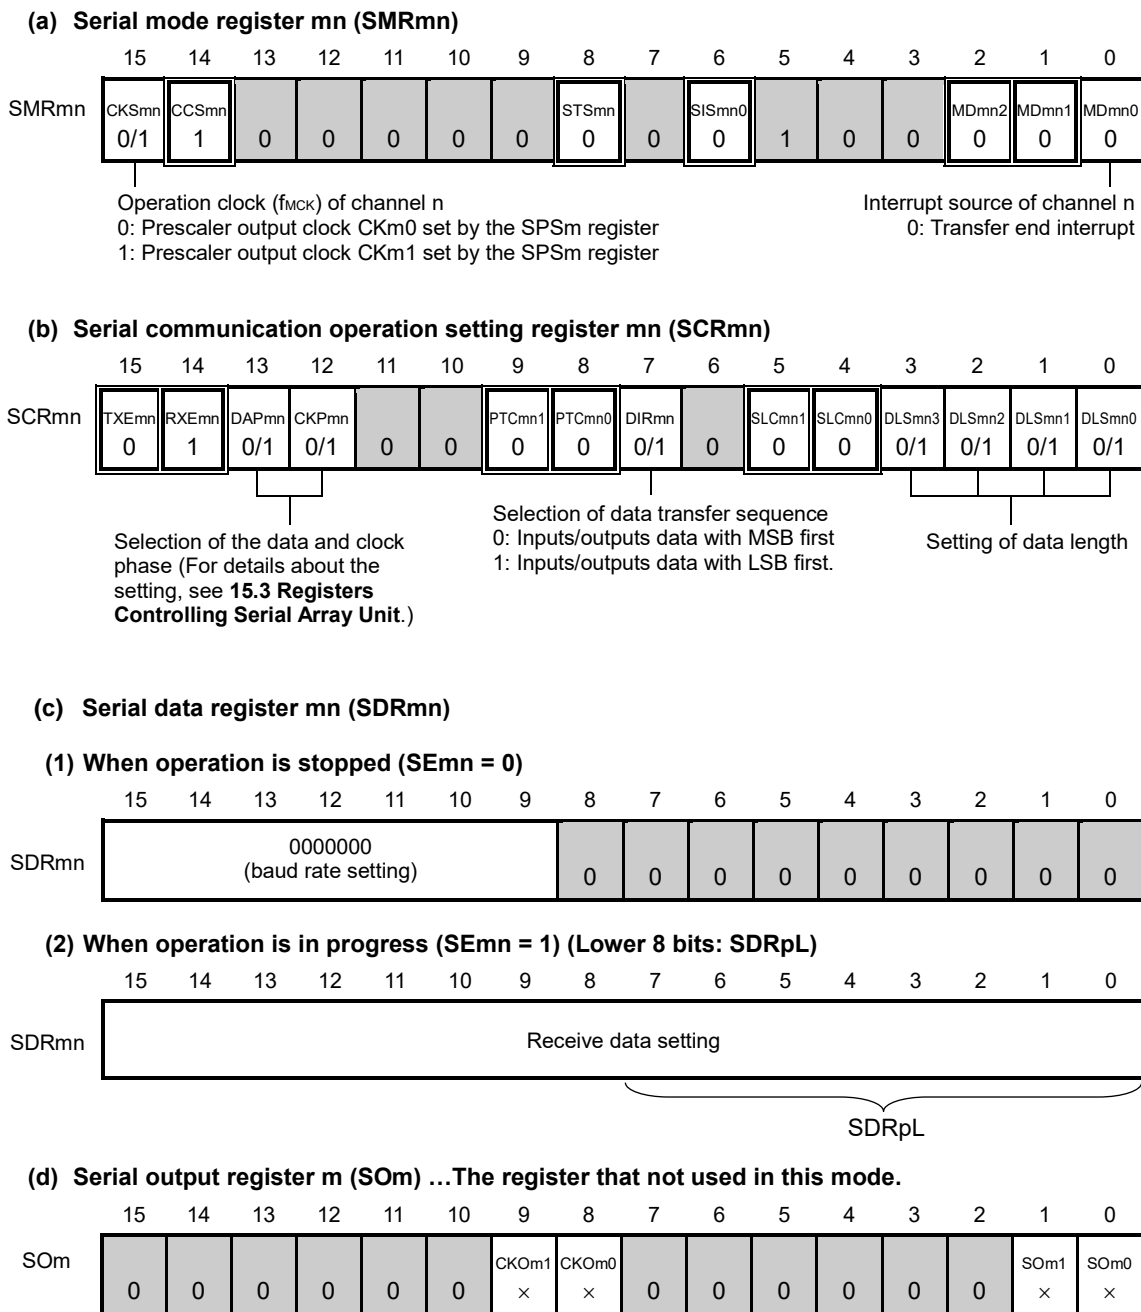 (a) Serial mode register mn (SMRmn)
15 14 13 12 11 10 9 8 7 6 5 4 3 2 1 0
SMRmn CKSmn CCSmn STSmn SISmn0 MDmn2 MDmn1 MDmn0
0/1 1 0 0 0 0 0 0 0 0 1 0 0 0 0 0
Operation clock (fMCK) of channel n
0: Prescaler output clock CKm0 set by the SPSm register
1: Prescaler output clock CKm1 set by the SPSm register
Interrupt source of channel n
0: Transfer end interrupt
(b) Serial communication operation setting register mn (SCRmn)
15 14 13 12 11 10 9 8 7 6 5 4 3 2 1 0
SCRmn TXEmn RXEmn DAPmn CKPmn PTCmn1 PTCmn0 DIRmn SLCmn1 SLCmn0 DLSmn3 DLSmn2 DLSmn1 DLSmn0
0 1 0/1 0/1 0 0 0 0 0/1 0 0 0 0/1 0/1 0/1 0/1
Selection of the data and clock
phase (For details about the
setting, see 15.3 Registers
Controlling Serial Array Unit.)
Selection of data transfer sequence
0: Inputs/outputs data with MSB first
1: Inputs/outputs data with LSB first.
Setting of data length
(c) Serial data register mn (SDRmn)
(1) When operation is stopped (SEmn = 0)
15 14 13 12 11 10 9 8 7 6 5 4 3 2 1 0
SDRmn 0000000
(baud rate setting)
0 0 0 0 0 0 0 0 0
(2) When operation is in progress (SEmn = 1) (Lower 8 bits: SDRpL)
15 14 13 12 11 10 9 8 7 6 5 4 3 2 1 0
SDRmn Receive data setting
SDRpL
(d) Serial output register m (SOm) …The register that not used in this mode.
15 14 13 12 11 10 9 8 7 6 5 4 3 2 1 0
SOm CKOm1 CKOm0 SOm1 SOm0
0 0 0 0 0 0 × × 0 0 0 0 0 0 × ×